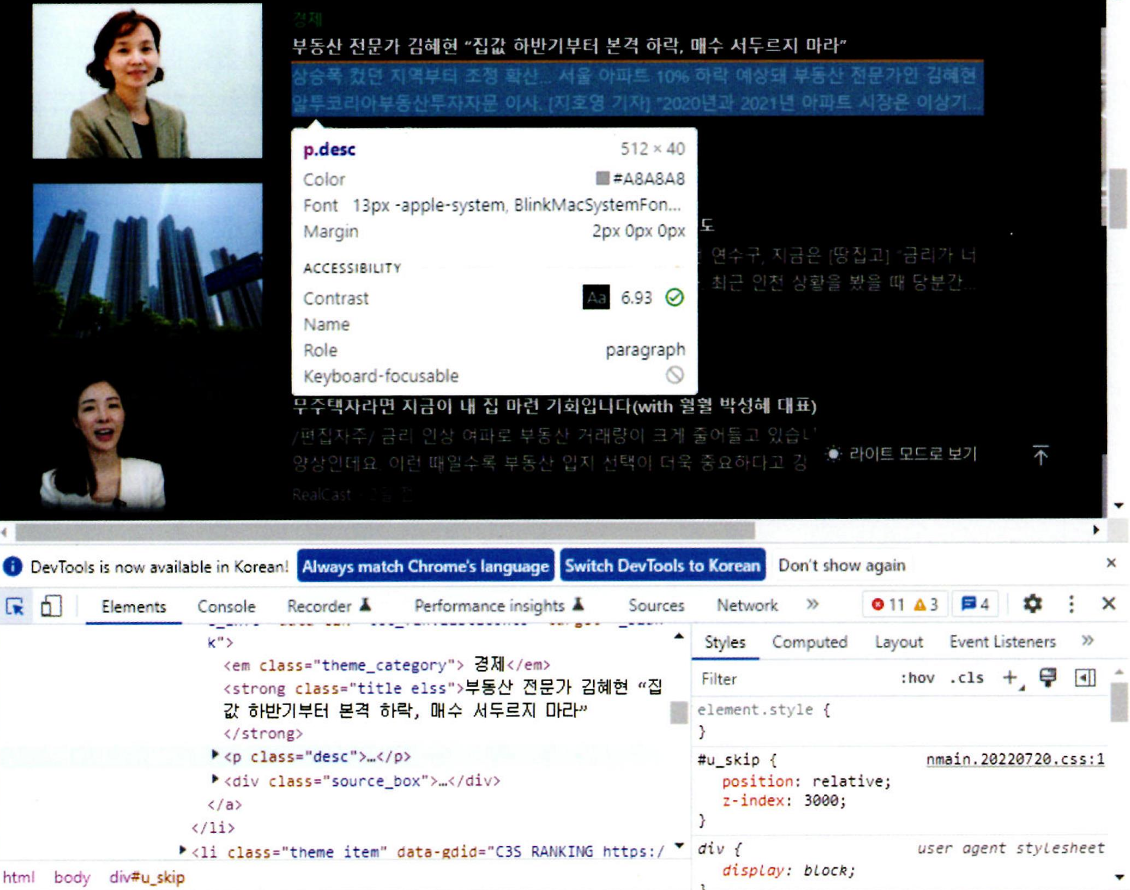 경제
부동산 전문가 김혜현 “집값 하반기부터 본격 하락, 매수 서두르지 마라”
상승폭 컸던 지역부터 조정 확산... 서울 아파트 10% 하락 예상돼 부동산 전문가인 김혜현
알투코리아부동산투자자문 이사. [지호영 기자] "2020년과 2021년 아파트 시장은 이상기...
p.desc 512 × 40
Color #A8A8A8
Font 13px -apple-system, BlinkMacSystemFon...
Margin 2px 0px 0px
ACCESSIBILITY
Contrast Aa 6.93
Name
Role paragraph
Keyboard-focusable
도
연수구, 지금은 [땅집고] “금리가 너
. 최근 인천 상황을 봤을 때 당분간...
무주택자라면 지금이 내 집 마련 기회입니다(with 훨훨 박성혜 대표)
/편집자주/ 금리 인상 여파로 부동산 거래량이 크게 줄어들고 있습니
양상인데요. 이런 때일수록 부동산 입지 선택이 더욱 중요하다고 강
라이트 모드로 보기
RealCast
DevTools is now available in Korean! Always match Chrome's language Switch DevTools to Korean Don't show again ×
Elements Console Recorder Performance insights Sources Network » 11 3 4
k">
<em class="theme_category"> 경제</em>
<strong class="title elss">부동산 전문가 김혜현 “집
값 하반기부터 본격 하락, 매수 서두르지 마라”
</strong>
<p class="desc">…</p>
<div class="source_box">…</div>
</a>
</li>
<li class="theme_item" data-gdid="C3S_RANKING_https:/
html body div#u_skip
Styles Computed Layout Event Listeners »
Filter :hov .cls +
element.style {
}
#u_skip { nmain.20220720.css:1
position: relative;
z-index: 3000;
}
div { user agent stylesheet
display: block;
}